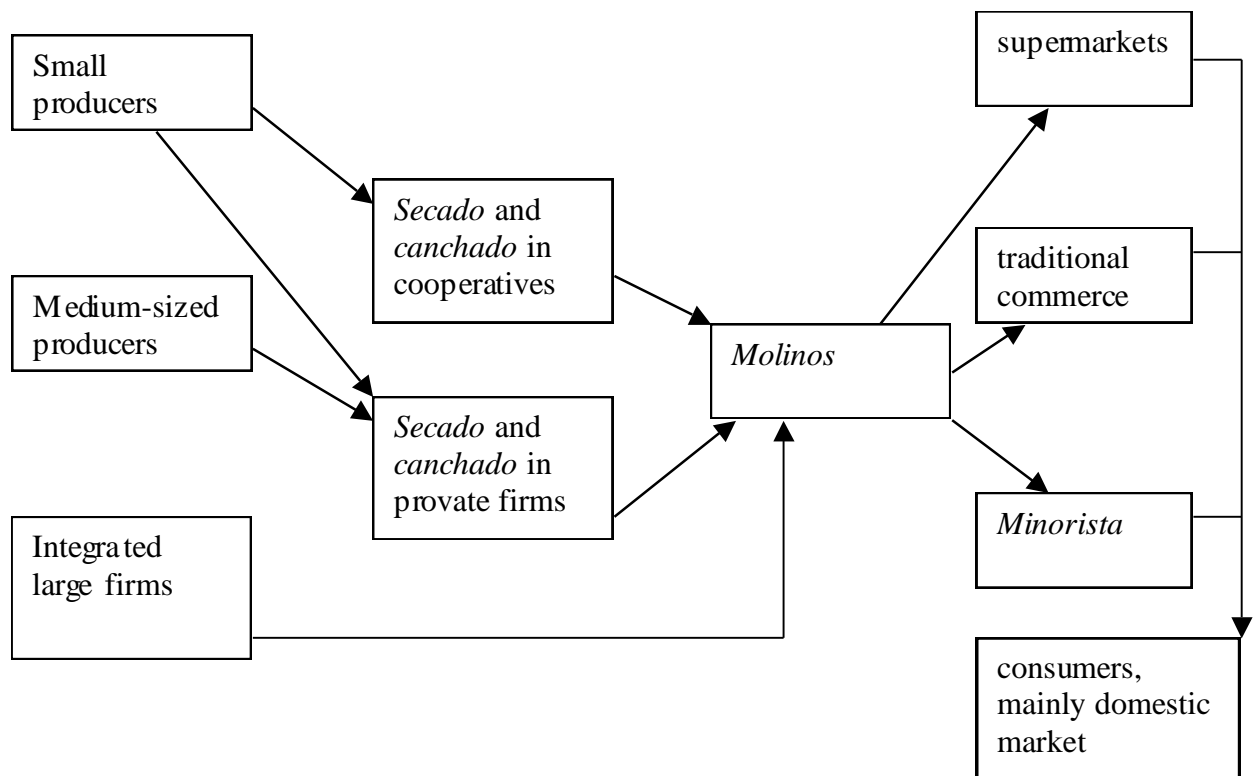 Small
producers
Medium-sized
producers
Integrated
large firms
Secado and
canchado in
cooperatives
Secado and
canchado in
provate firms
Molinos
supermarkets
traditional
commerce
Minorista
consumers,
mainly domestic
market